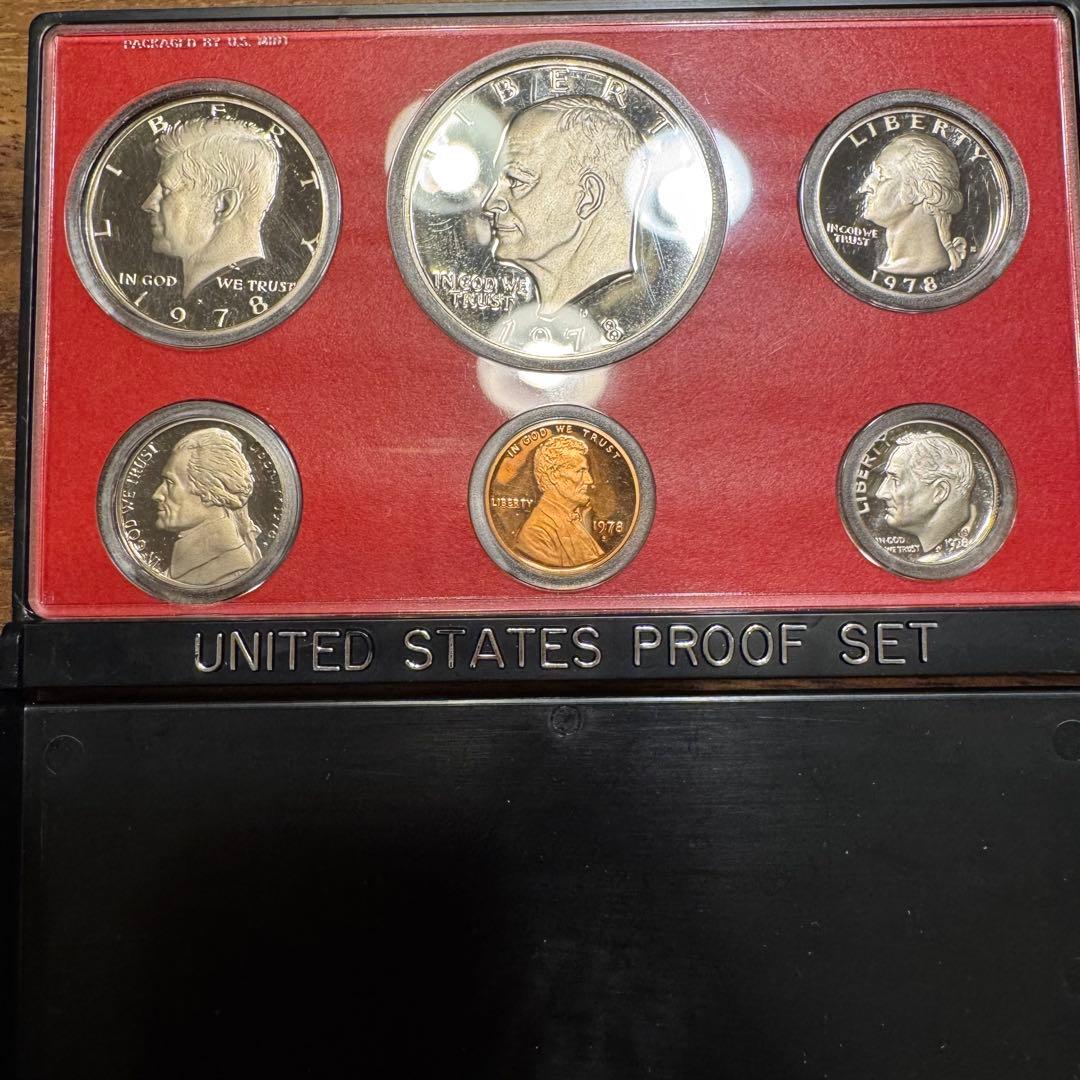 PACKAGED BY U.S. MINT
LIBERTY
IN GOD WE TRUST
1978
LIBERTY
IN GOD WE
TRUST
1978
LIBERTY
IN GOD WE
TRUST
S
1978
IN GOD WE TRUST
1978
IN GOD WE TRUST
LIBERTY
1978
S
LIBERTY
IN GOD
WE TRUST
1978
UNITED STATES PROOF SET